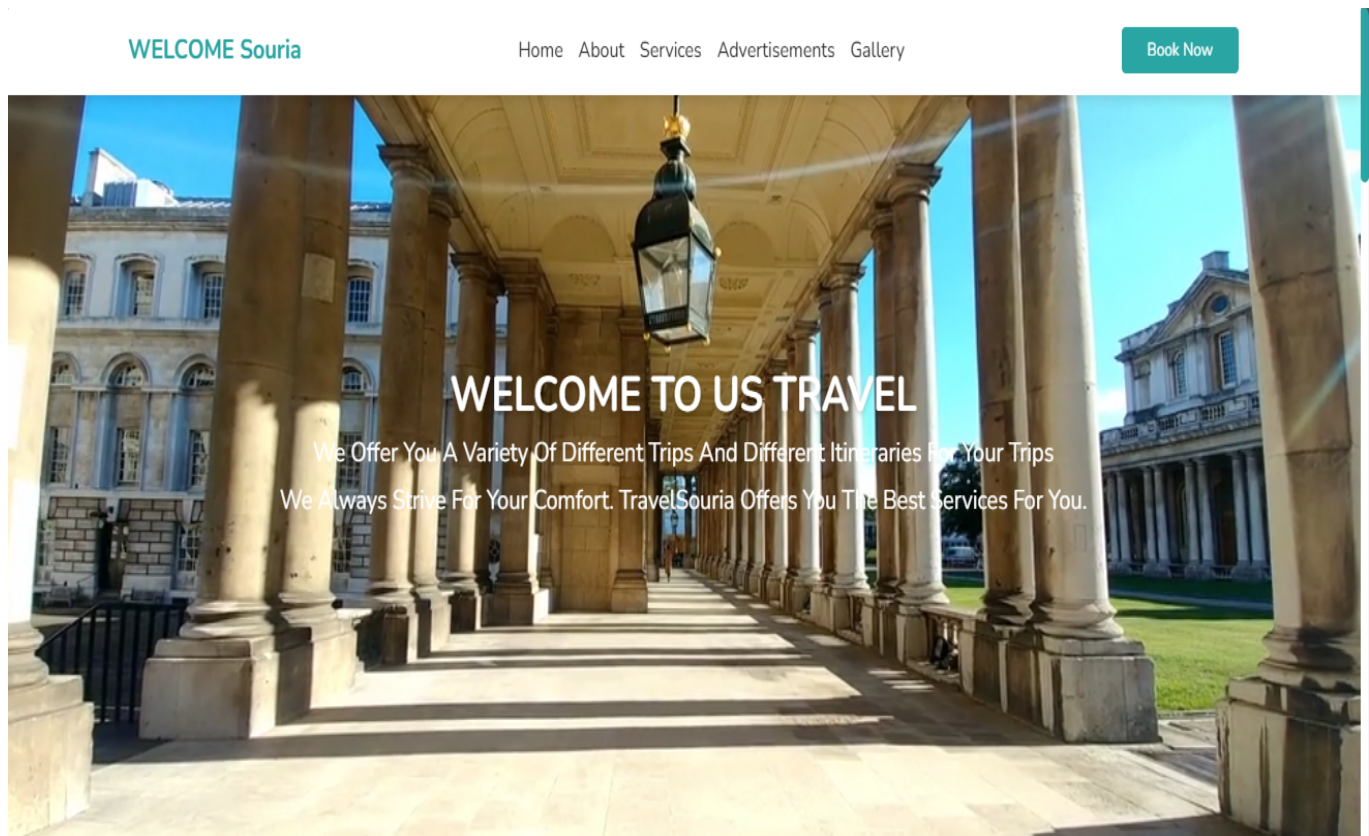 WELCOME Souria
Home About Services Advertisements Gallery
Book Now
WELCOME TO US TRAVEL
We Offer You A Variety Of Different Trips And Different Itineraries For Your Trips
We Always Strive For Your Comfort. TravelSouria Offers You The Best Services For You.